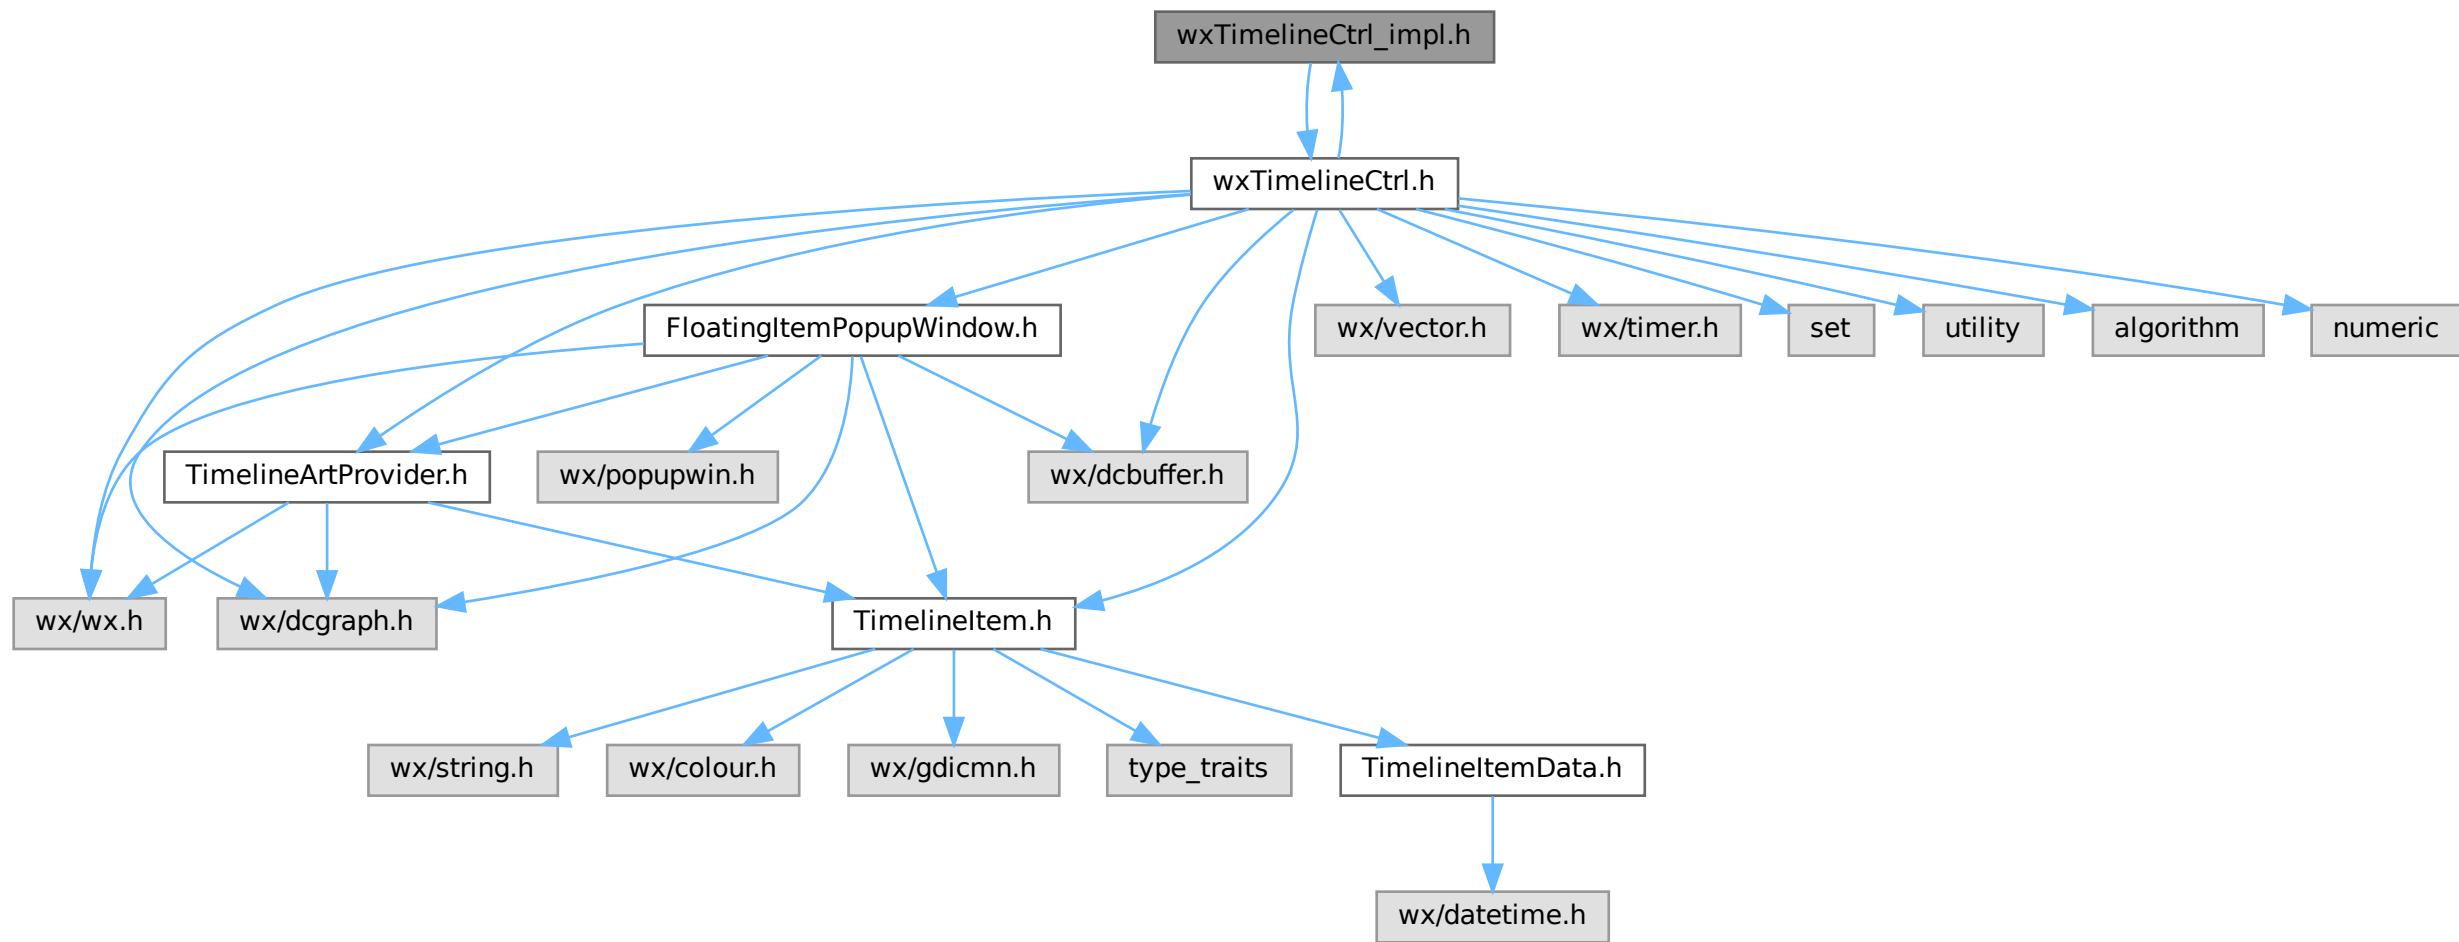 wxTimelineCtrl_impl.h
wxTimelineCtrl.h
FloatingItemPopupWindow.h
wx/vector.h
wx/timer.h
set
utility
algorithm
numeric
TimelineArtProvider.h
wx/popupwin.h
wx/dcbuffer.h
wx/wx.h
wx/dcgraph.h
TimelineItem.h
wx/string.h
wx/colour.h
wx/gdicmn.h
type_traits
TimelineItemData.h
wx/datetime.h